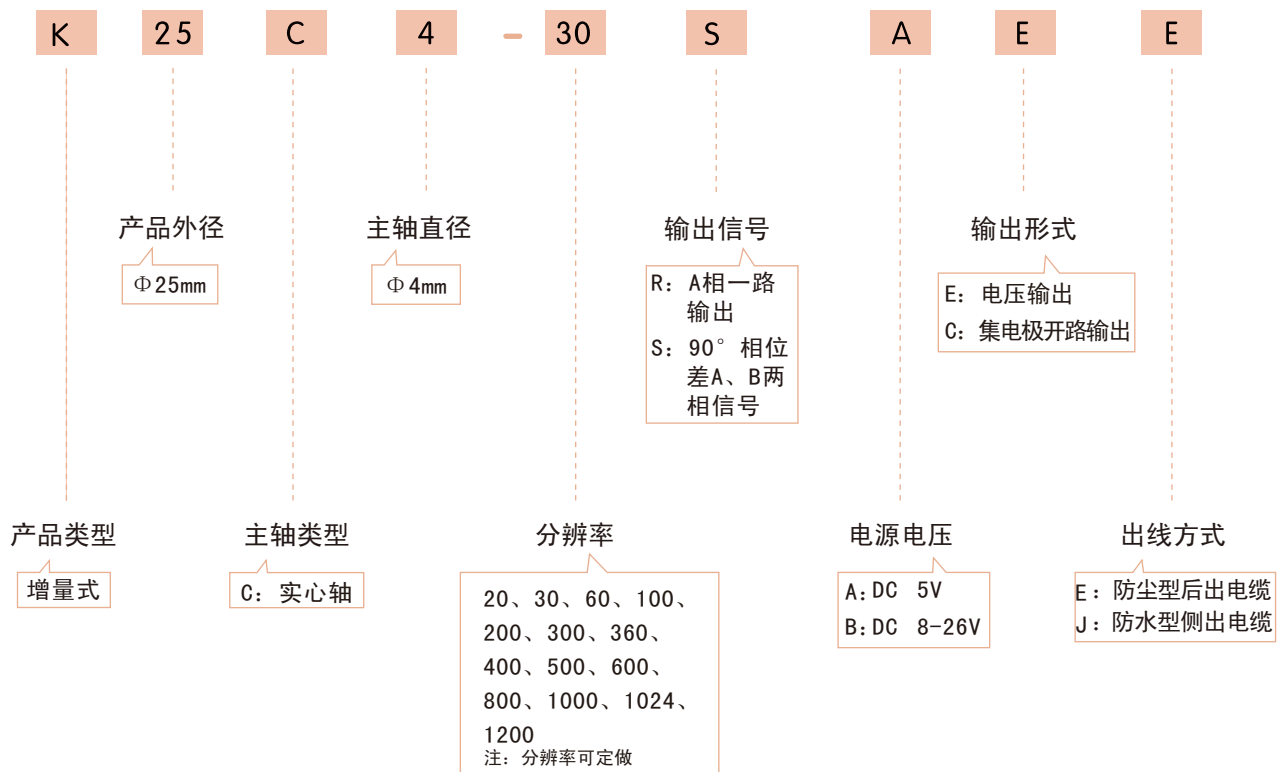 K 25 C 4 - 30 S A E E
产品外径
Φ25mm
主轴直径
Φ4mm
输出信号
R: A相一路
输出
S: 90°相位
差A、B两
相信号
输出形式
E: 电压输出
C: 集电极开路输出
产品类型
增量式
主轴类型
C: 实心轴
分辨率
20、30、60、100、
200、300、360、
400、500、600、
800、1000、1024、
1200
注: 分辨率可定做
电源电压
A:DC 5V
B:DC 8-26V
出线方式
E: 防尘型后出电缆
J: 防水型侧出电缆